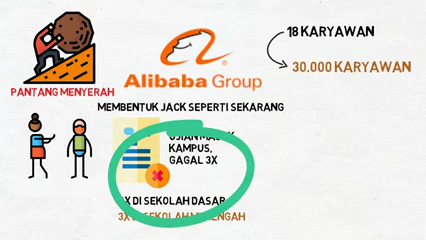 18 KARYAWAN
30.000 KARYAWAN
Alibaba Group
PANTANG MENYERAH
MEMBENTUK JACK SEPERTI SEKARANG
KAMPUS,
GAGAL 3X
DI SEKOLAH DASAR
3X DI SEKOLAH MENENGAH